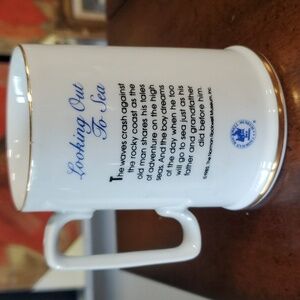 Looking Out
To Sea
The waves crash against
the rocky coast as the
old man shares his tales
of adventure on the high
seas. And the boy dreams
of the day when he too
will go to sea just as his
father and grandfather
did before him.
©1985, The Norman Rockwell Museum, Inc.